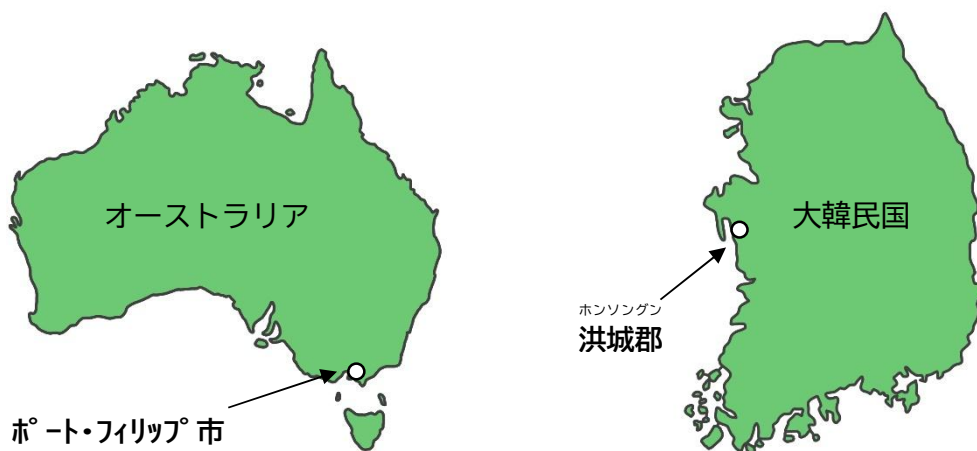 オーストラリア
ポート・フィリップ市
大韓民国
ホンソングン
洪城郡